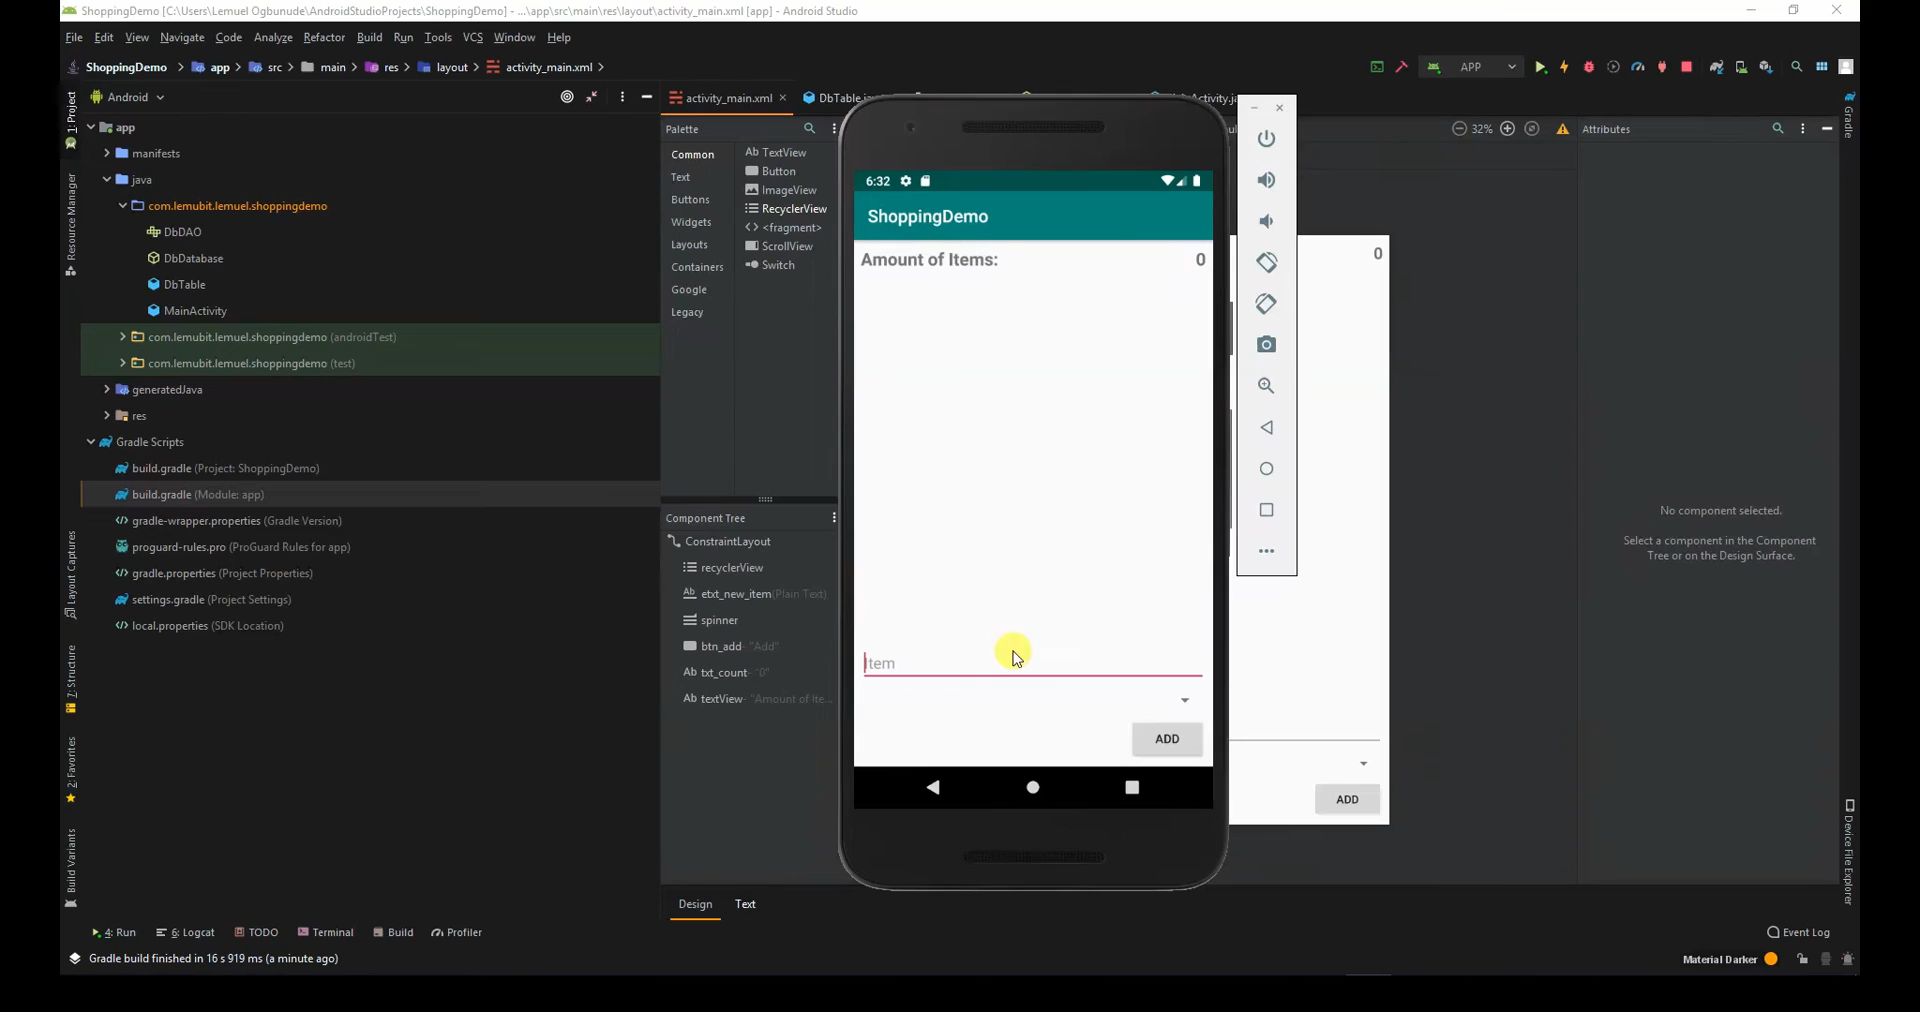 ShoppingDemo [C:\Users\Lemuel Ogbunude\AndroidStudioProjects\ShoppingDemo] - ...\app\src\main\res\layout\activity_main.xml [app] - Android Studio
File Edit View Navigate Code Analyze Refactor Build Run Tools VCS Window Help
ShoppingDemo app src main res layout activity_main.xml
APP
Android
activity_main.xml
DbTable.
Activity.ja
1: Project
Resource Manager
Layout Captures
7: Structure
2: Favorites
Build Variants
app
manifests
java
com.lemubit.lemuel.shoppingdemo
DbDAO
DbDatabase
DbTable
MainActivity
com.lemubit.lemuel.shoppingdemo (androidTest)
com.lemubit.lemuel.shoppingdemo (test)
generatedJava
res
Gradle Scripts
build.gradle (Project: ShoppingDemo)
build.gradle (Module: app)
gradle-wrapper.properties (Gradle Version)
proguard-rules.pro (ProGuard Rules for app)
gradle.properties (Project Properties)
settings.gradle (Project Settings)
local.properties (SDK Location)
Palette
Common
Text
Buttons
Widgets
Layouts
Containers
Google
Legacy
Ab TextView
Button
ImageView
RecyclerView
<fragment>
ScrollView
Switch
Component Tree
ConstraintLayout
recyclerView
Ab etxt_new_item(Plain Text)
spinner
btn_add- "Add"
Ab txt_count- "0"
Ab textView- "Amount of Ite...
Design Text
6:32
ShoppingDemo
Amount of Items: 0
Item
ADD
32%
0
ADD
Attributes
No component selected.
Select a component in the Component
Tree or on the Design Surface.
Gradle
Device File Explorer
4: Run 6: Logcat TODO Terminal Build Profiler
Event Log
Gradle build finished in 16 s 919 ms (a minute ago)
Material Darker